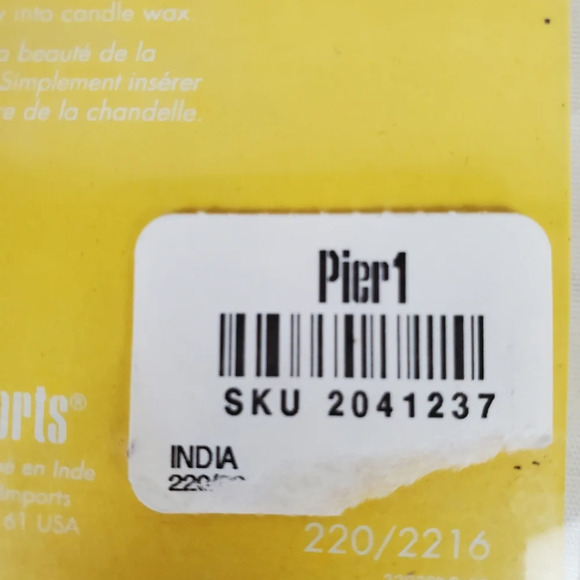 into candle wax.
beauté de la
Simplement insérer
de la chandelle.
Pier1
SKU 2041237
INDIA
orts®
en Inde
Imports
61 USA
220/2216